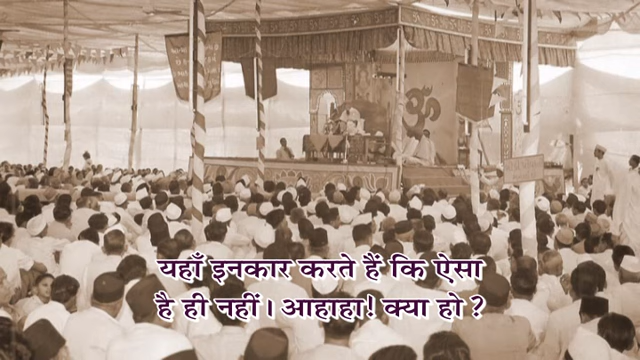 ॐ
यहाँ इनकार करते हैं कि ऐसा
है ही नहीं। आहाहा! क्या हो ?